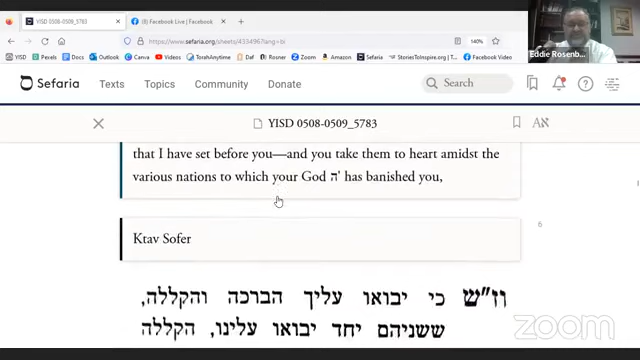 YISD 0508-0509_5783
(8) Facebook Live | Facebook
https://www.sefaria.org/sheets/433496?lang=bi
140%
YISD
Docs
Outlook
Canva
Videos
TorahAnytime
Daf
Rosner
Zoom
Amazon
Sefaria
StoriesToInspire.org |
Facebook Video
Eddie Rosenb...
Sefaria
Texts
Topics
Community
Donate
Search
YISD 0508-0509_5783
that I have set before you—and you take them to heart amidst the
various nations to which your God ה' has banished you,
6
Ktav Sofer
וז"ש כי יבואו עליך הברכה והקללה,
ששניהם יחד יבואו עלינו, הקללה
zoom